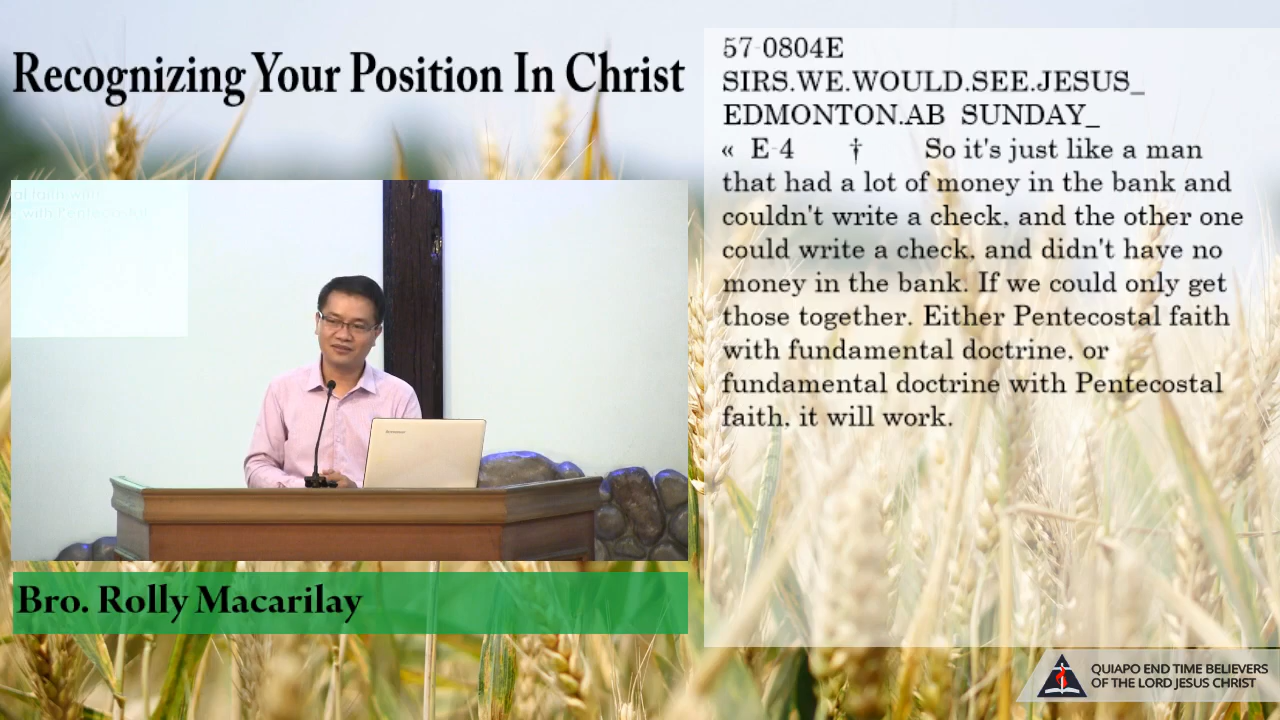 Recognizing Your Position In Christ
57-0804E
SIRS.WE.WOULD.SEE.JESUS_
EDMONTON.AB SUNDAY_
« E-4 † So it's just like a man
that had a lot of money in the bank and
couldn't write a check, and the other one
could write a check, and didn't have no
money in the bank. If we could only get
those together. Either Pentecostal faith
with fundamental doctrine, or
fundamental doctrine with Pentecostal
faith, it will work.
with Pentecostal
Bro. Rolly Macarilay
QUIAPO END TIME BELIEVERS
OF THE LORD JESUS CHRIST